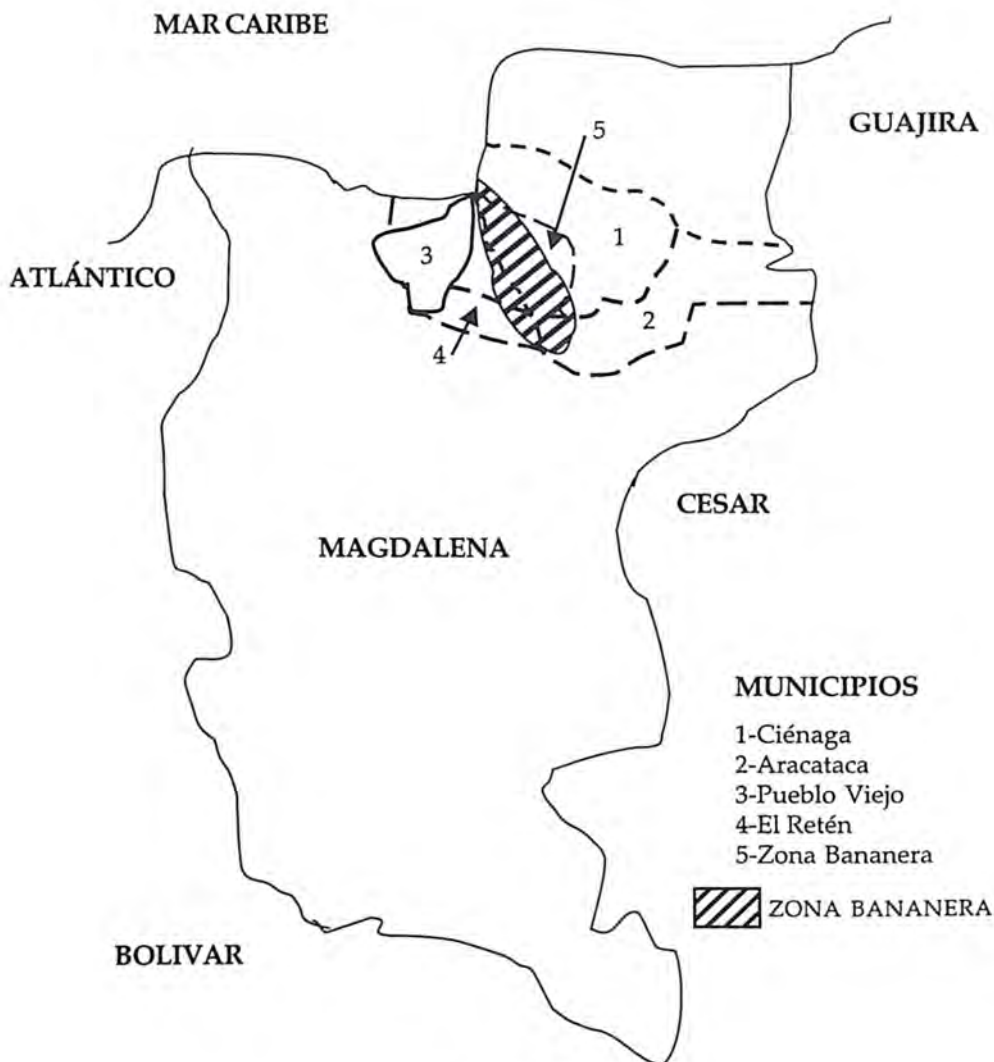 MAR CARIBE
GUAJIRA
5
1
3
ATLÁNTICO
2
4
CESAR
MAGDALENA
MUNICIPIOS
1-Ciénaga
2-Aracataca
3-Pueblo Viejo
4-El Retén
5-Zona Bananera
ZONA BANANERA
BOLIVAR